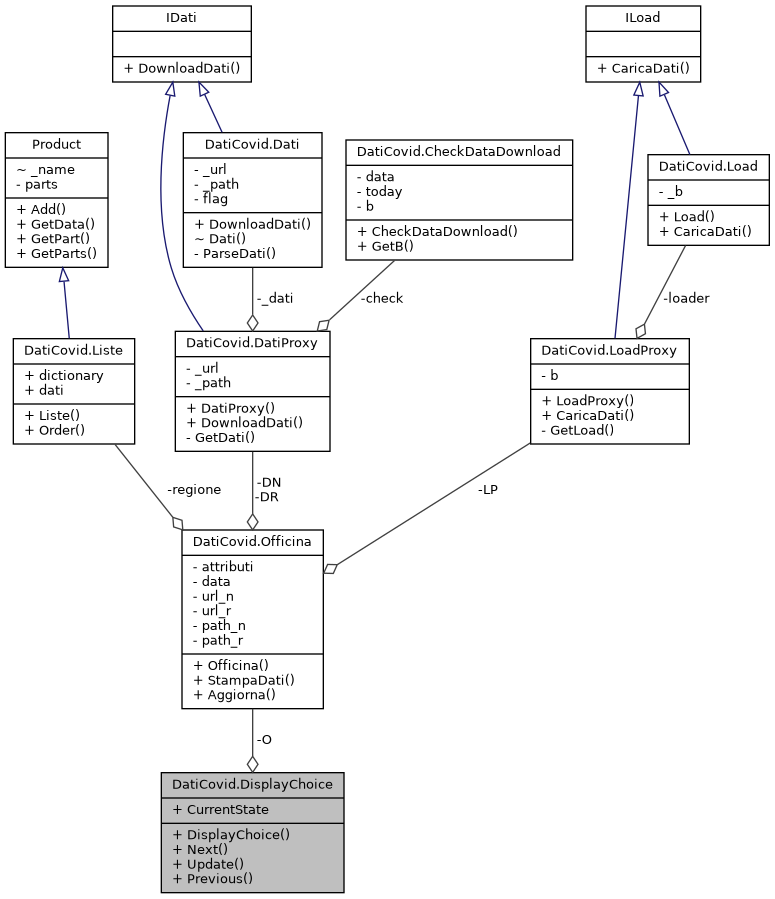 IDati
+ DownloadDati()
ILoad
+ CaricaDati()
Product
~ _name
- parts
+ Add()
+ GetData()
+ GetPart()
+ GetParts()
DatiCovid.Dati
- _url
- _path
- flag
+ DownloadDati()
~ Dati()
- ParseDati()
DatiCovid.CheckDataDownload
- data
- today
- b
+ CheckDataDownload()
+ GetB()
DatiCovid.Load
- _b
+ Load()
+ CaricaDati()
-_dati
-check
-loader
DatiCovid.Liste
+ dictionary
+ dati
+ Liste()
+ Order()
DatiCovid.DatiProxy
- _url
- _path
+ DatiProxy()
+ DownloadDati()
- GetDati()
DatiCovid.LoadProxy
- b
+ LoadProxy()
+ CaricaDati()
- GetLoad()
-regione
-DN
-DR
-LP
DatiCovid.Officina
- attributi
- data
- url_n
- url_r
- path_n
- path_r
+ Officina()
+ StampaDati()
+ Aggiorna()
-O
DatiCovid.DisplayChoice
+ CurrentState
+ DisplayChoice()
+ Next()
+ Update()
+ Previous()